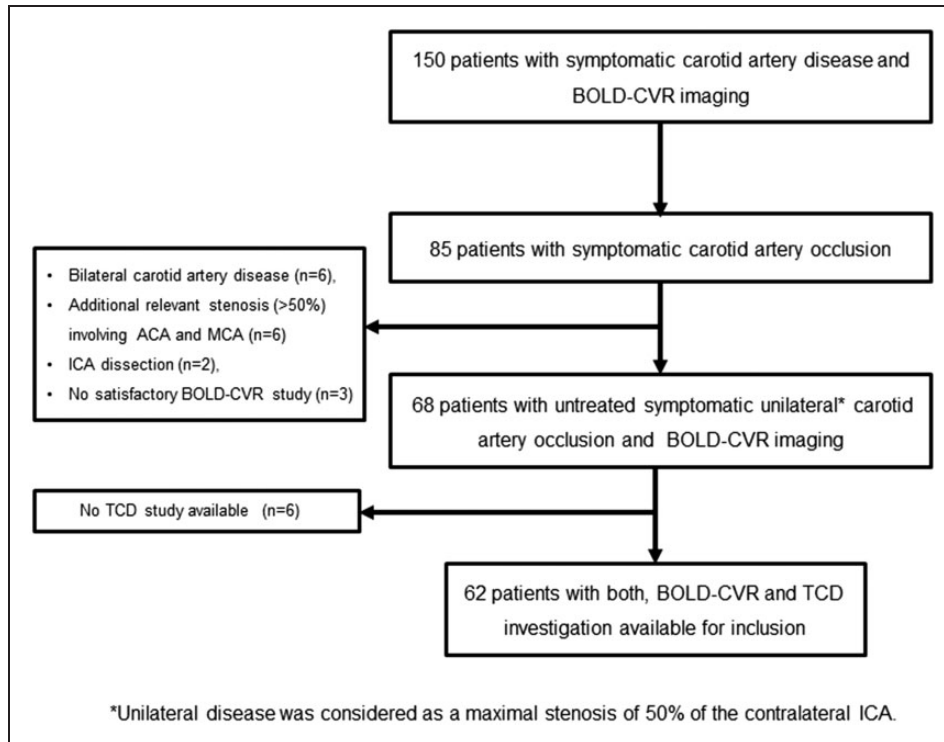 150 patients with symptomatic carotid artery disease and
BOLD-CVR imaging
85 patients with symptomatic carotid artery occlusion
• Bilateral carotid artery disease (n=6),
• Additional relevant stenosis (>50%)
involving ACA and MCA (n=6)
• ICA dissection (n=2),
• No satisfactory BOLD-CVR study (n=3)
68 patients with untreated symptomatic unilateral* carotid
artery occlusion and BOLD-CVR imaging
No TCD study available (n=6)
62 patients with both, BOLD-CVR and TCD
investigation available for inclusion
*Unilateral disease was considered as a maximal stenosis of 50% of the contralateral ICA.